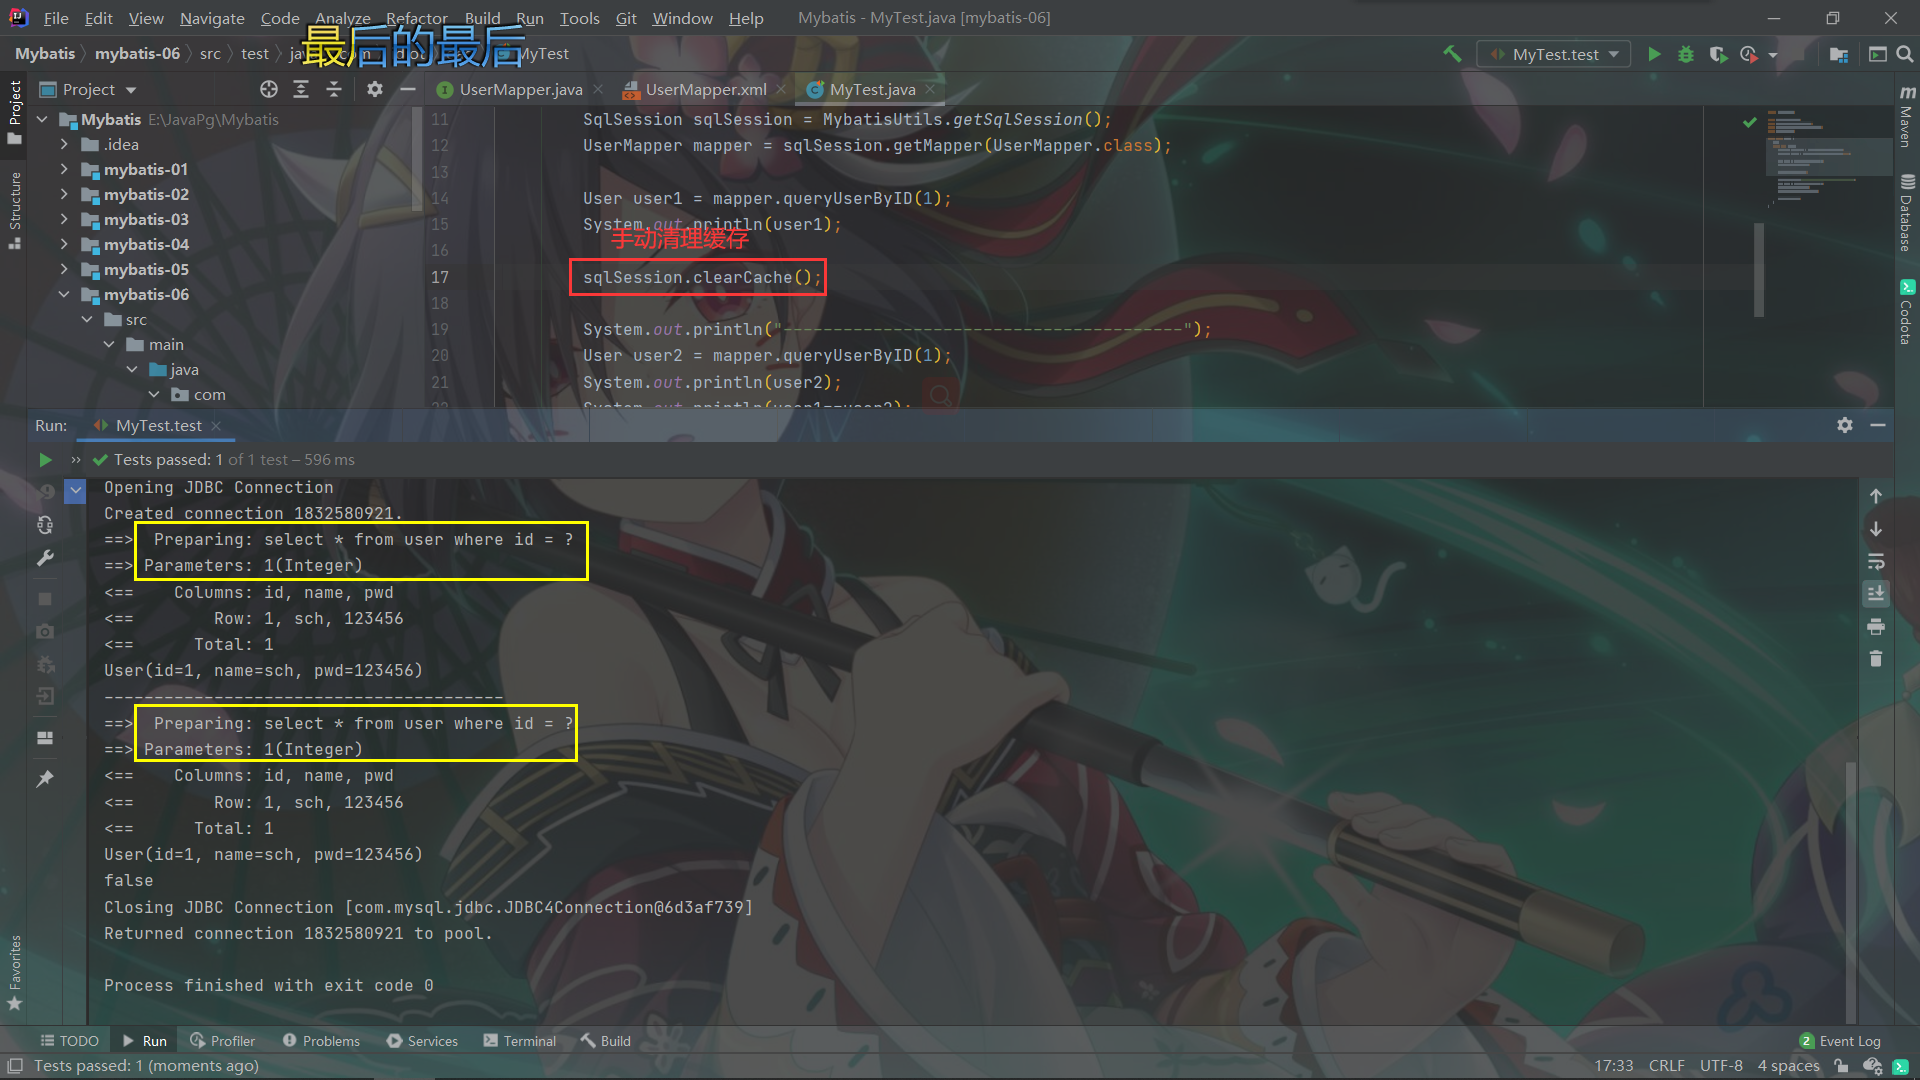 File Edit View Navigate Code Analyze Refactor Build Run Tools Git Window Help Mybatis - MyTest.java [mybatis-06]
最后的最后
Mybatis mybatis-06 src test MyTest
MyTest.test
Project
UserMapper.java
UserMapper.xml
MyTest.java
Project
Structure
Favorites
Mybatis E:\JavaPg\Mybatis
.idea
mybatis-01
mybatis-02
mybatis-03
mybatis-04
mybatis-05
mybatis-06
src
main
java
com
11 SqlSession sqlSession = MybatisUtils.getSqlSession();
12 UserMapper mapper = sqlSession.getMapper(UserMapper.class);
13
14 User user1 = mapper.queryUserByID(1);
15 System.out.println(user1);
手动清理缓存
16
17 sqlSession.clearCache();
18
19 System.out.println("----------------------------------------");
20 User user2 = mapper.queryUserByID(1);
21 System.out.println(user2);
22 System.out.println(user1==user2);
Maven
Database
Codota
Run: MyTest.test
Tests passed: 1 of 1 test – 596 ms
Opening JDBC Connection
Created connection 1832580921.
==>  Preparing: select * from user where id = ?
==> Parameters: 1(Integer)
<==    Columns: id, name, pwd
<==        Row: 1, sch, 123456
<==      Total: 1
User(id=1, name=sch, pwd=123456)
----------------------------------------
==>  Preparing: select * from user where id = ?
==> Parameters: 1(Integer)
<==    Columns: id, name, pwd
<==        Row: 1, sch, 123456
<==      Total: 1
User(id=1, name=sch, pwd=123456)
false
Closing JDBC Connection [com.mysql.jdbc.JDBC4Connection@6d3af739]
Returned connection 1832580921 to pool.
Process finished with exit code 0
TODO Run Profiler Problems Services Terminal Build 2 Event Log
Tests passed: 1 (moments ago) 17:33 CRLF UTF-8 4 spaces